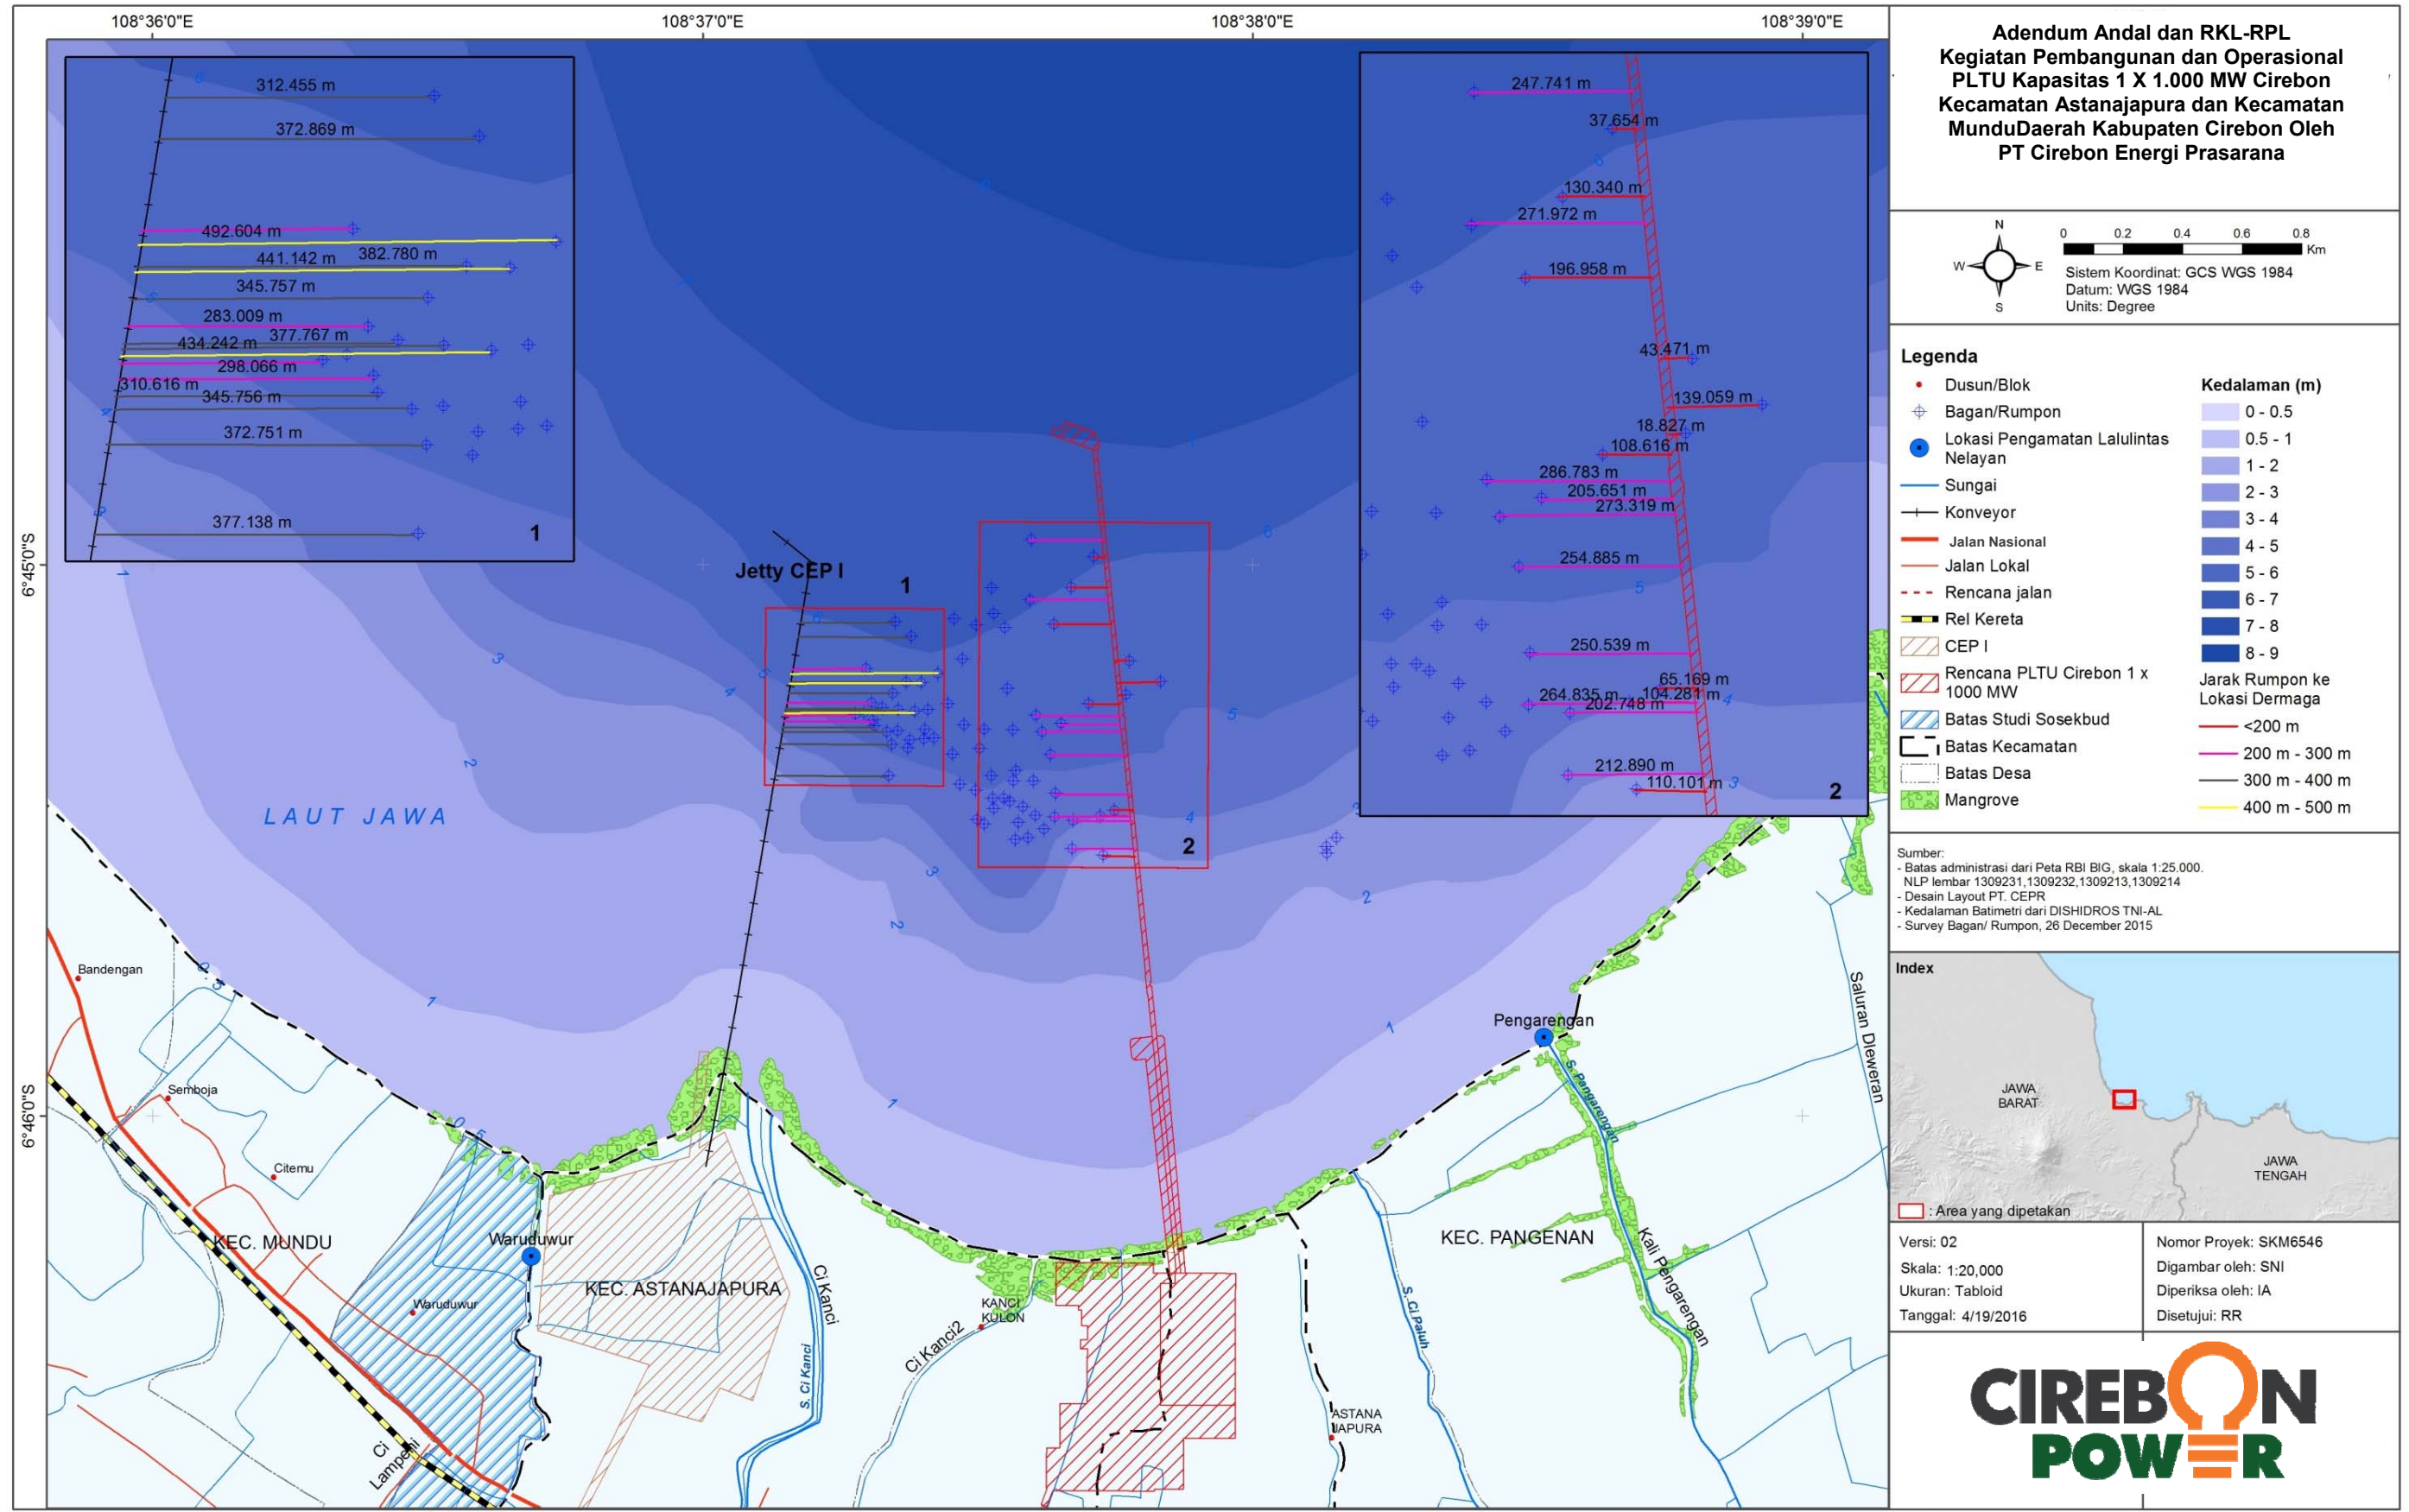 108°36'0"E
108°37'0"E
108°38'0"E
108°39'0"E
6°45'0"S
6°46'0"S
312.455 m
372.869 m
492.604 m
441.142 m
382.780 m
345.757 m
283.009 m
377.767 m
434.242 m
298.066 m
310.616 m
345.756 m
372.751 m
377.138 m
1
247.741 m
37.654 m
130.340 m
271.972 m
196.958 m
43.471 m
139.059 m
18.827 m
108.616 m
286.783 m
205.651 m
273.319 m
254.885 m
250.539 m
65.169 m
264.835 m
104.281 m
202.748 m
212.890 m
110.101 m
2
Jetty CEP I
1
2
LAUT JAWA
Bandengan
Semboja
Citemu
KEC. MUNDU
Waruduwur
Waruduwur
KEC. ASTANAJAPURA
Ci Lampeni
S. Ci Kanci
Ci Kanci
Ci Kanci2
KANCI
KULON
ASTANA
JAPURA
S. Ci Paluh
KEC. PANGENAN
Pengarengan
S. Pangarengan
Kali Pengarengan
Saluran Dleweran
Adendum Andal dan RKL-RPL
Kegiatan Pembangunan dan Operasional
PLTU Kapasitas 1 X 1.000 MW Cirebon
Kecamatan Astanajapura dan Kecamatan
MunduDaerah Kabupaten Cirebon Oleh
PT Cirebon Energi Prasarana
N
W
E
S
0 0.2 0.4 0.6 0.8
Km
Sistem Koordinat: GCS WGS 1984
Datum: WGS 1984
Units: Degree
Legenda
Dusun/Blok
Bagan/Rumpon
Lokasi Pengamatan Lalulintas
Nelayan
Sungai
Konveyor
Jalan Nasional
Jalan Lokal
Rencana jalan
Rel Kereta
CEP I
Rencana PLTU Cirebon 1 x
1000 MW
Batas Studi Sosekbud
Batas Kecamatan
Batas Desa
Mangrove
Kedalaman (m)
0 - 0.5
0.5 - 1
1 - 2
2 - 3
3 - 4
4 - 5
5 - 6
6 - 7
7 - 8
8 - 9
Jarak Rumpon ke
Lokasi Dermaga
<200 m
200 m - 300 m
300 m - 400 m
400 m - 500 m
Sumber:
- Batas administrasi dari Peta RBI BIG, skala 1:25.000.
NLP lembar 1309231,1309232,1309213,1309214
- Desain Layout PT. CEPR
- Kedalaman Batimetri dari DISHIDROS TNI-AL
- Survey Bagan/ Rumpon, 26 December 2015
Index
JAWA
BARAT
JAWA
TENGAH
: Area yang dipetakan
Versi: 02
Skala: 1:20,000
Ukuran: Tabloid
Tanggal: 4/19/2016
Nomor Proyek: SKM6546
Digambar oleh: SNI
Diperiksa oleh: IA
Disetujui: RR
CIREBON
POWER